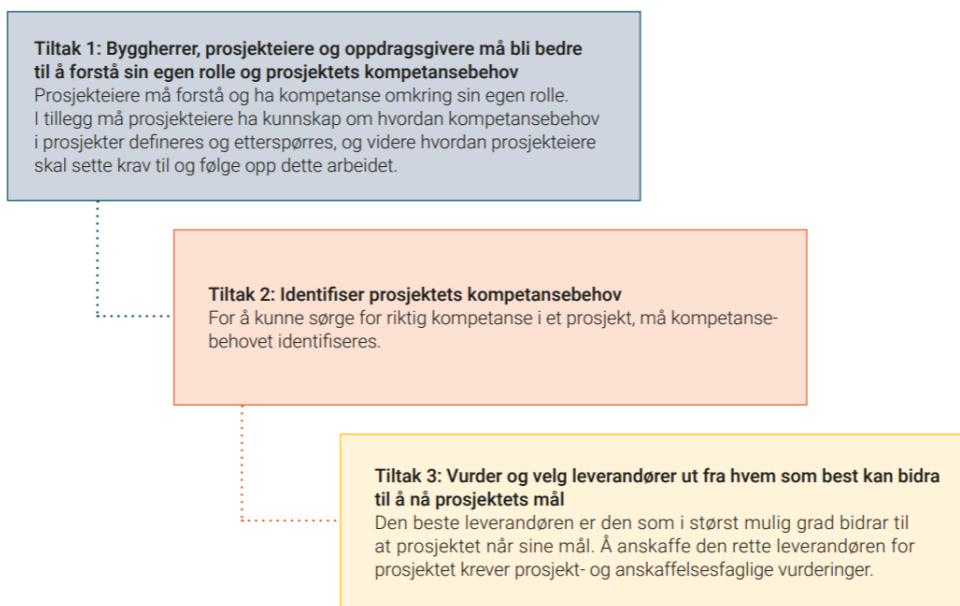 Tiltak 1: Byggherrer, prosjekteiere og oppdragsgivere må bli bedre
til å forstå sin egen rolle og prosjektets kompetansebehov
Prosjekteiere må forstå og ha kompetanse omkring sin egen rolle.
I tillegg må prosjekteiere ha kunnskap om hvordan kompetansebehov
i prosjekter defineres og etterspørres, og videre hvordan prosjekteiere
skal sette krav til og følge opp dette arbeidet.
Tiltak 2: Identifiser prosjektets kompetansebehov
For å kunne sørge for riktig kompetanse i et prosjekt, må kompetanse-
behovet identifiseres.
Tiltak 3: Vurder og velg leverandører ut fra hvem som best kan bidra
til å nå prosjektets mål
Den beste leverandøren er den som i størst mulig grad bidrar til
at prosjektet når sine mål. Å anskaffe den rette leverandøren for
prosjektet krever prosjekt- og anskaffelsesfaglige vurderinger.